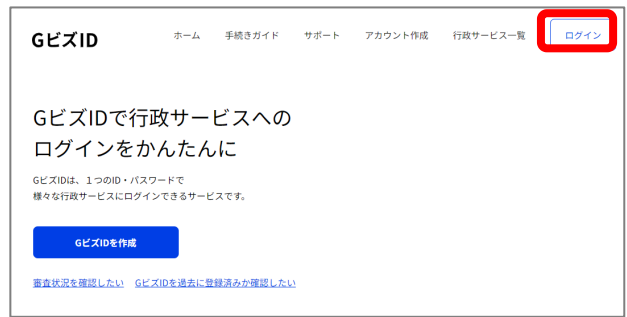 GビズID
ホーム 手続きガイド サポート アカウント作成 行政サービス一覧 ログイン
GビズIDで行政サービスへの
ログインをかんたんに
GビズIDは、１つのID・パスワードで
様々な行政サービスにログインできるサービスです。
GビズIDを作成
審査状況を確認したい GビズIDを過去に登録済みか確認したい